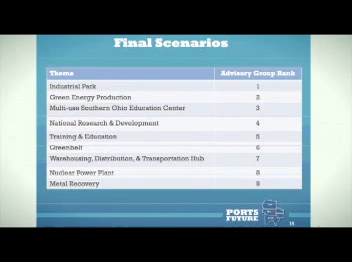 Final Scenarios
Theme Advisory Group Rank
Industrial Park 1
Green Energy Production 2
Multi-use Southern Ohio Education Center 3
National Research & Development 4
Training & Education 5
Greenbelt 6
Warehousing, Distribution, & Transportation Hub 7
Nuclear Power Plant 8
Metal Recovery 9
PORTS
FUTURE